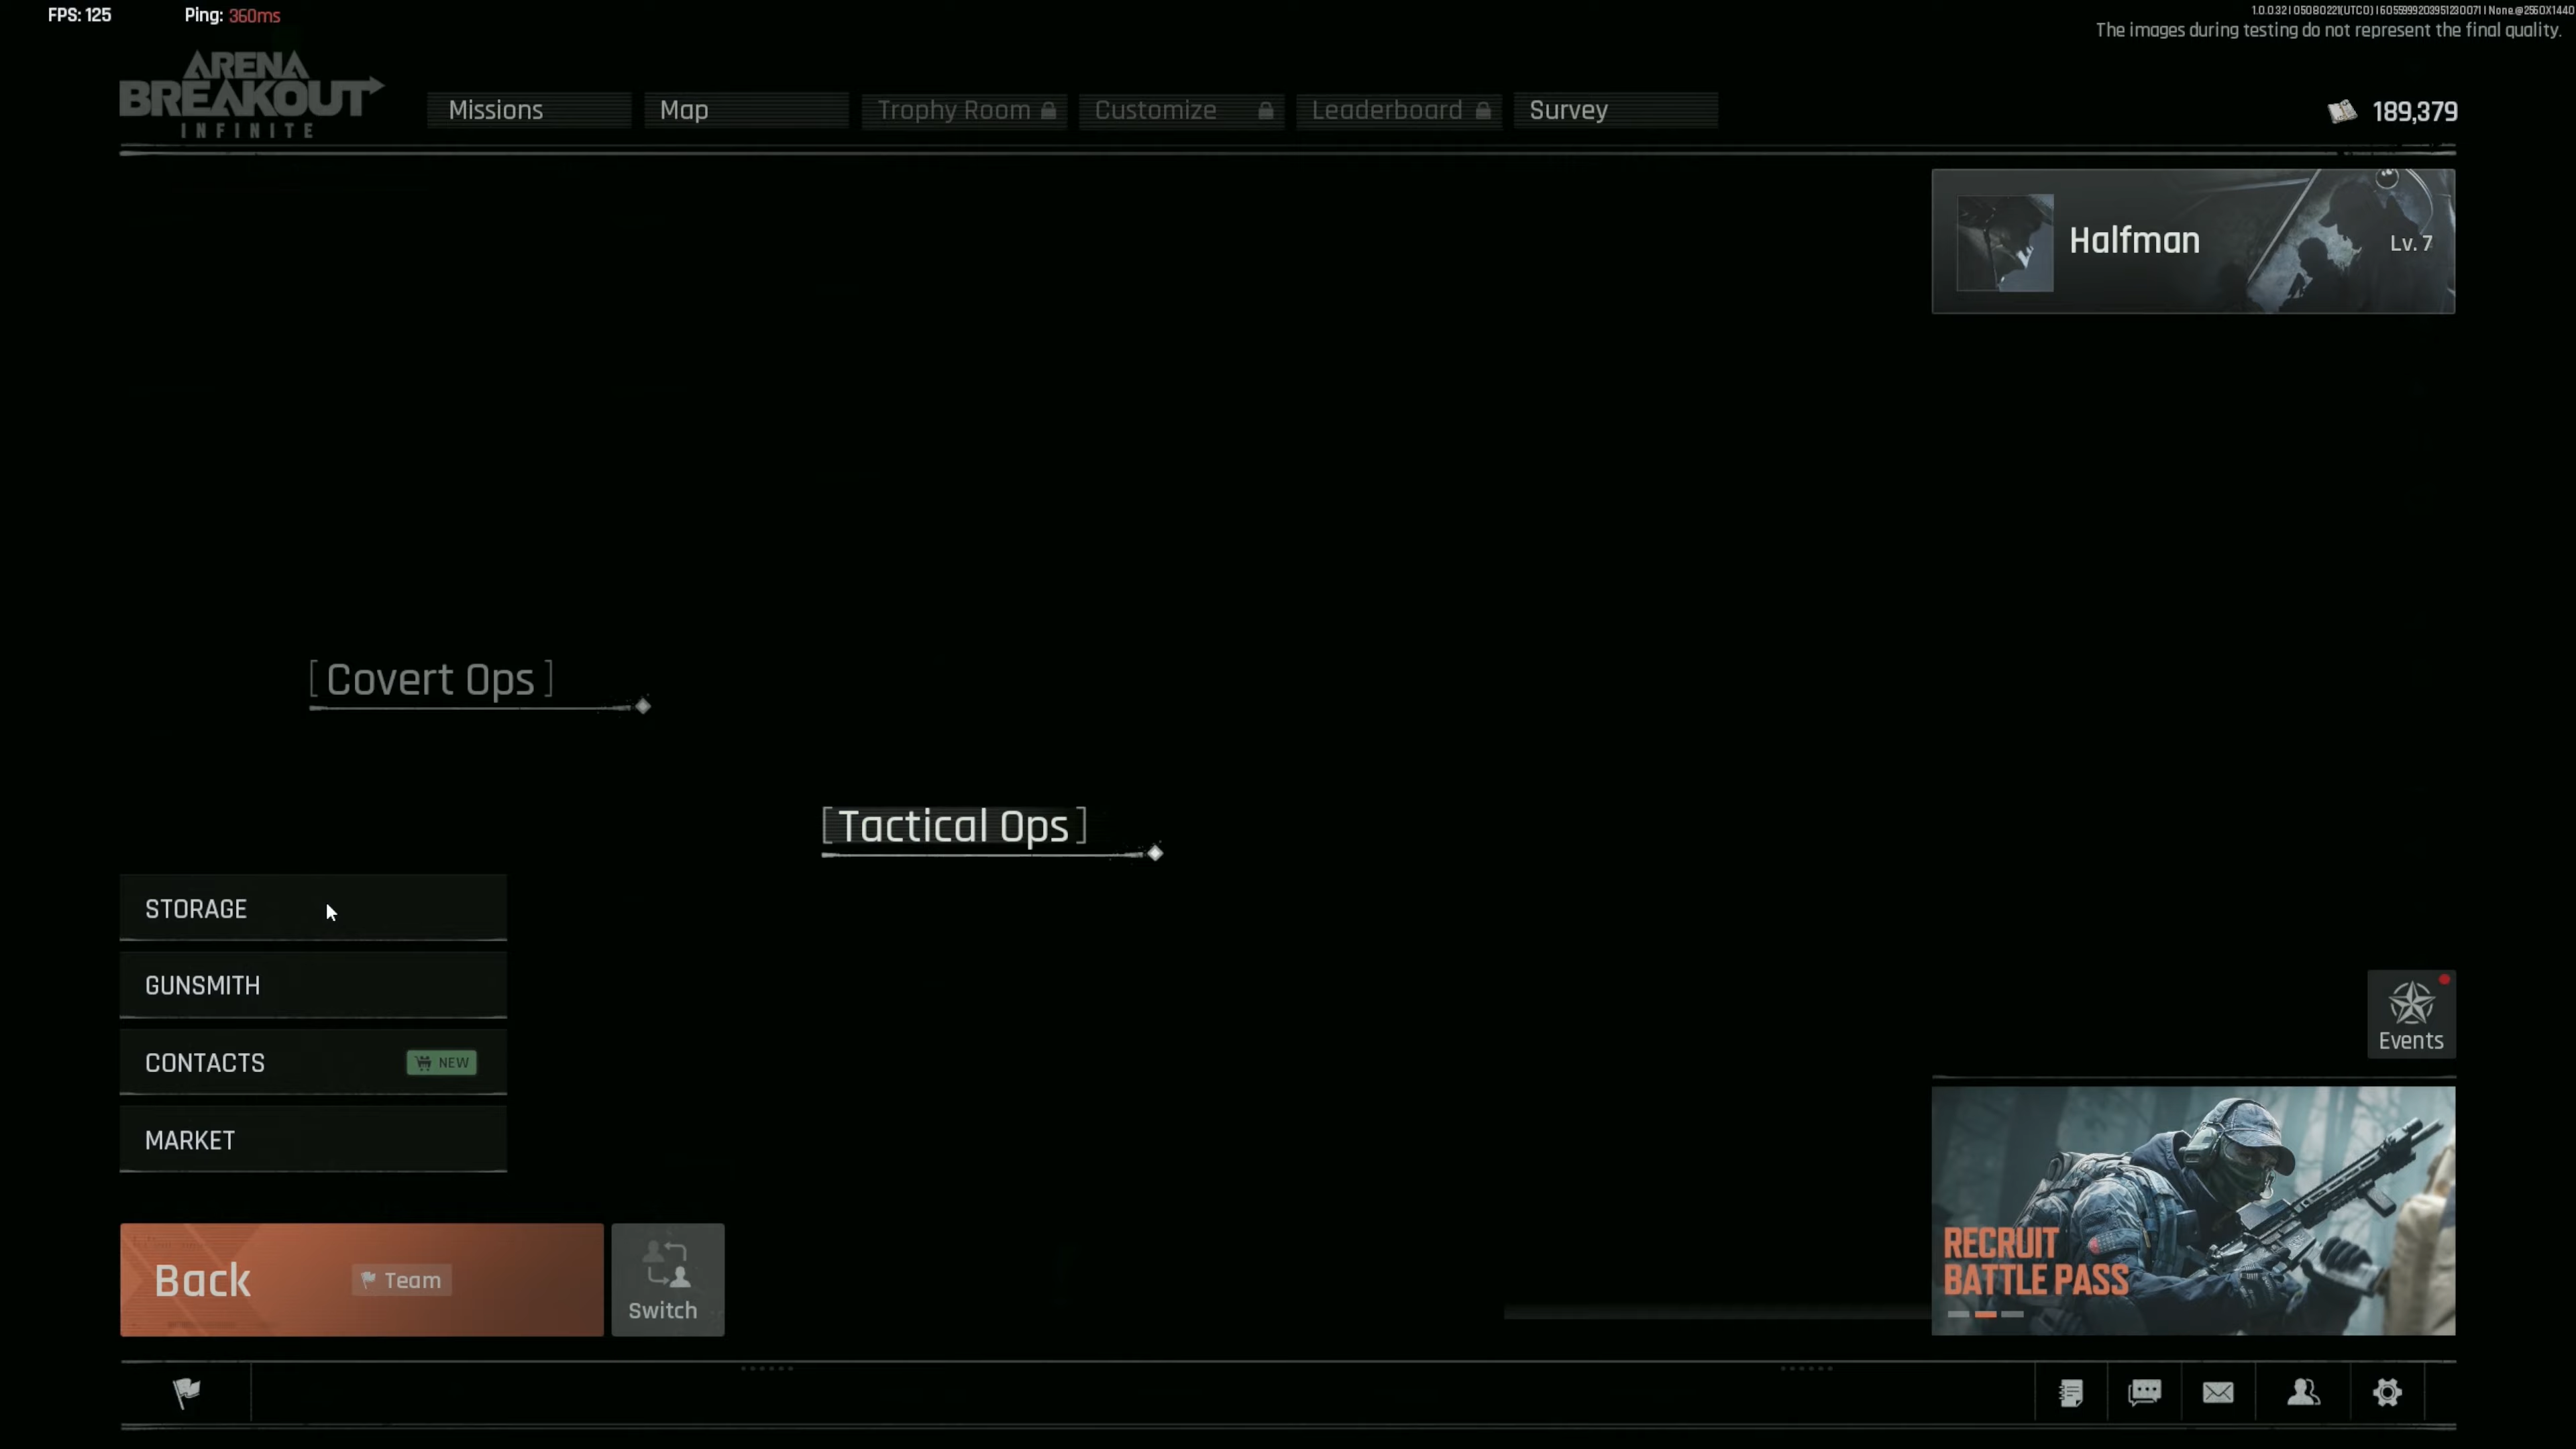 FPS: 125
Ping: 360ms
The images during testing do not represent the final quality.
ARENA
BREAKOUT
INFINITE
Missions
Map
Trophy Room
Customize
Leaderboard
Survey
189,379
Halfman
Lv. 7
[Covert Ops]
[Tactical Ops]
STORAGE
GUNSMITH
CONTACTS
NEW
MARKET
Back
Team
Switch
Events
RECRUIT
BATTLE PASS